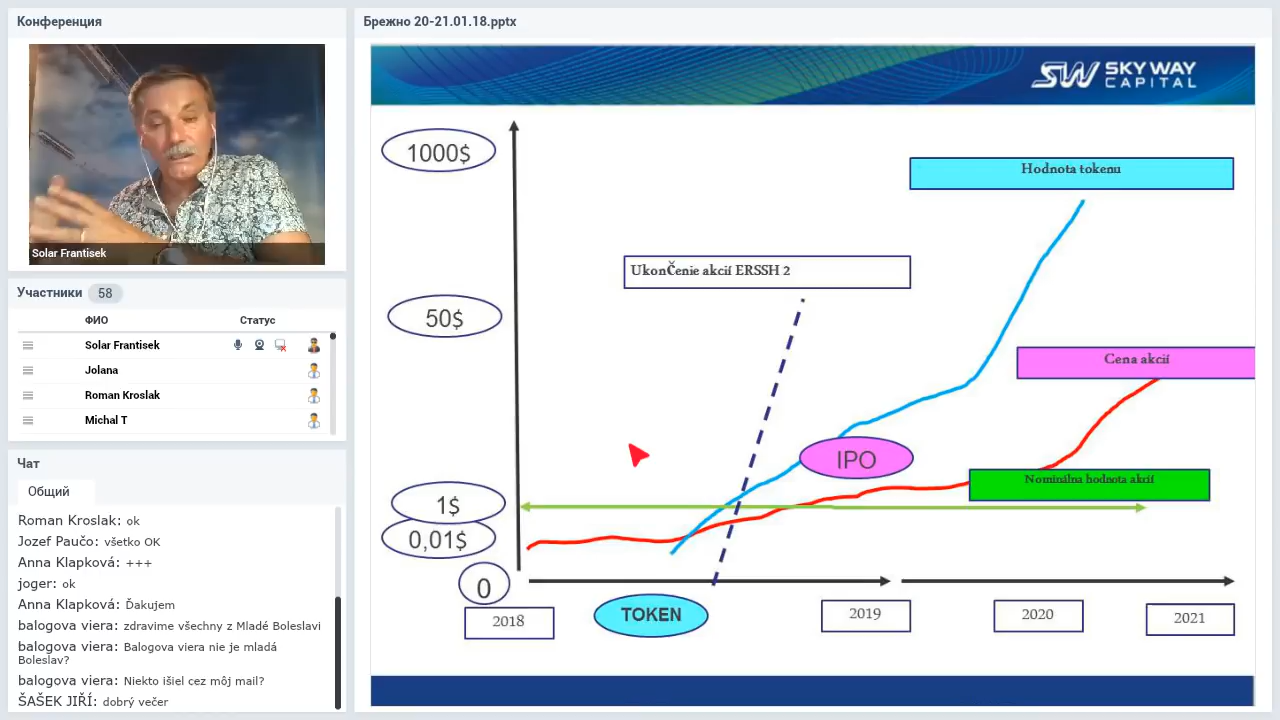 Конференция
Solar Frantisek
Участники 58
ФИО Статус
Solar Frantisek
Jolana
Roman Kroslak
Michal T
Чат
Общий
Roman Kroslak: ok
Jozef Paučo: všetko OK
Anna Klapková: +++
joger: ok
Anna Klapková: Ďakujem
balogova viera: zdravime všechny z Mladé Boleslavi
balogova viera: Balogova viera nie je mladá
Boleslav?
balogova viera: Niekto išiel cez môj mail?
ŠAŠEK JIŘÍ: dobrý večer
Брежно 20-21.01.18.pptx
SW SKY WAY
CAPITAL
1000$
Hodnota tokenu
UkonČenie akcií ERSSH 2
50$
Cena akcií
IPO
Nominálna hodnota akcií
1$
0,01$
0
2018
TOKEN
2019
2020
2021